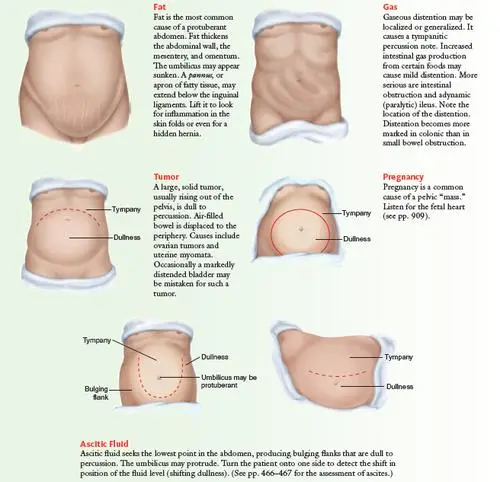 Fat
Fat is the most common
cause of a protuberant
abdomen. Fat thickens
the abdominal wall, the
mesentery, and omentum.
The umbilicus may appear
sunken. A pannus, or
apron of fatty tissue, may
extend below the inguinal
ligaments. Lift it to look
for inflammation in the
skin folds or even for a
hidden hernia.
Gas
Gaseous distention may be
localized or generalized. It
causes a tympanitic
percussion note. Increased
intestinal gas production
from certain foods may
cause mild distention. More
serious are intestinal
obstruction and adynamic
(paralytic) ileus. Note the
location of the distention.
Distention becomes more
marked in colonic than in
small bowel obstruction.
Tympany
Dullness
Tumor
A large, solid tumor,
usually rising out of the
pelvis, is dull to
percussion. Air-filled
bowel is displaced to the
periphery. Causes include
ovarian tumors and
uterine myomata.
Occasionally a markedly
distended bladder may
be mistaken for such a
tumor.
Tympany
Dullness
Pregnancy
Pregnancy is a common
cause of a pelvic “mass.”
Listen for the fetal heart
(see pp. 909).
Tympany
Bulging
flank
Dullness
Umbilicus may be
protuberant
Tympany
Dullness
Ascitic Fluid
Ascitic fluid seeks the lowest point in the abdomen, producing bulging flanks that are dull to
percussion. The umbilicus may protrude. Turn the patient onto one side to detect the shift in
position of the fluid level (shifting dullness). (See pp. 466–467 for the assessment of ascites.)